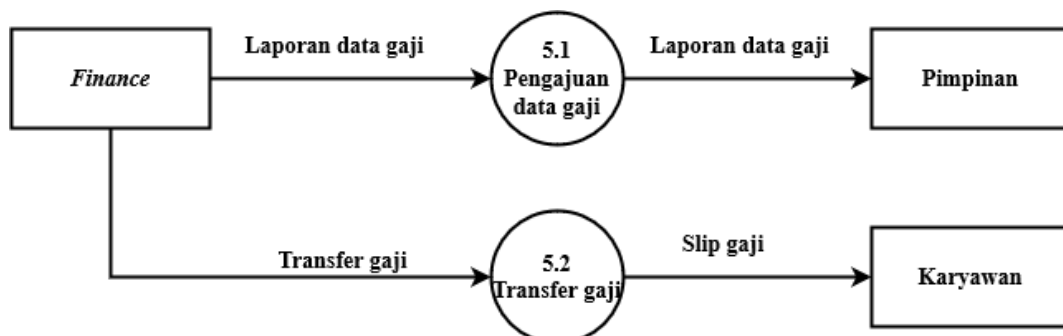 Laporan data gaji
Laporan data gaji
Finance
5.1
Pengajuan
data gaji
Pimpinan
Transfer gaji
5.2
Transfer gaji
Slip gaji
Karyawan